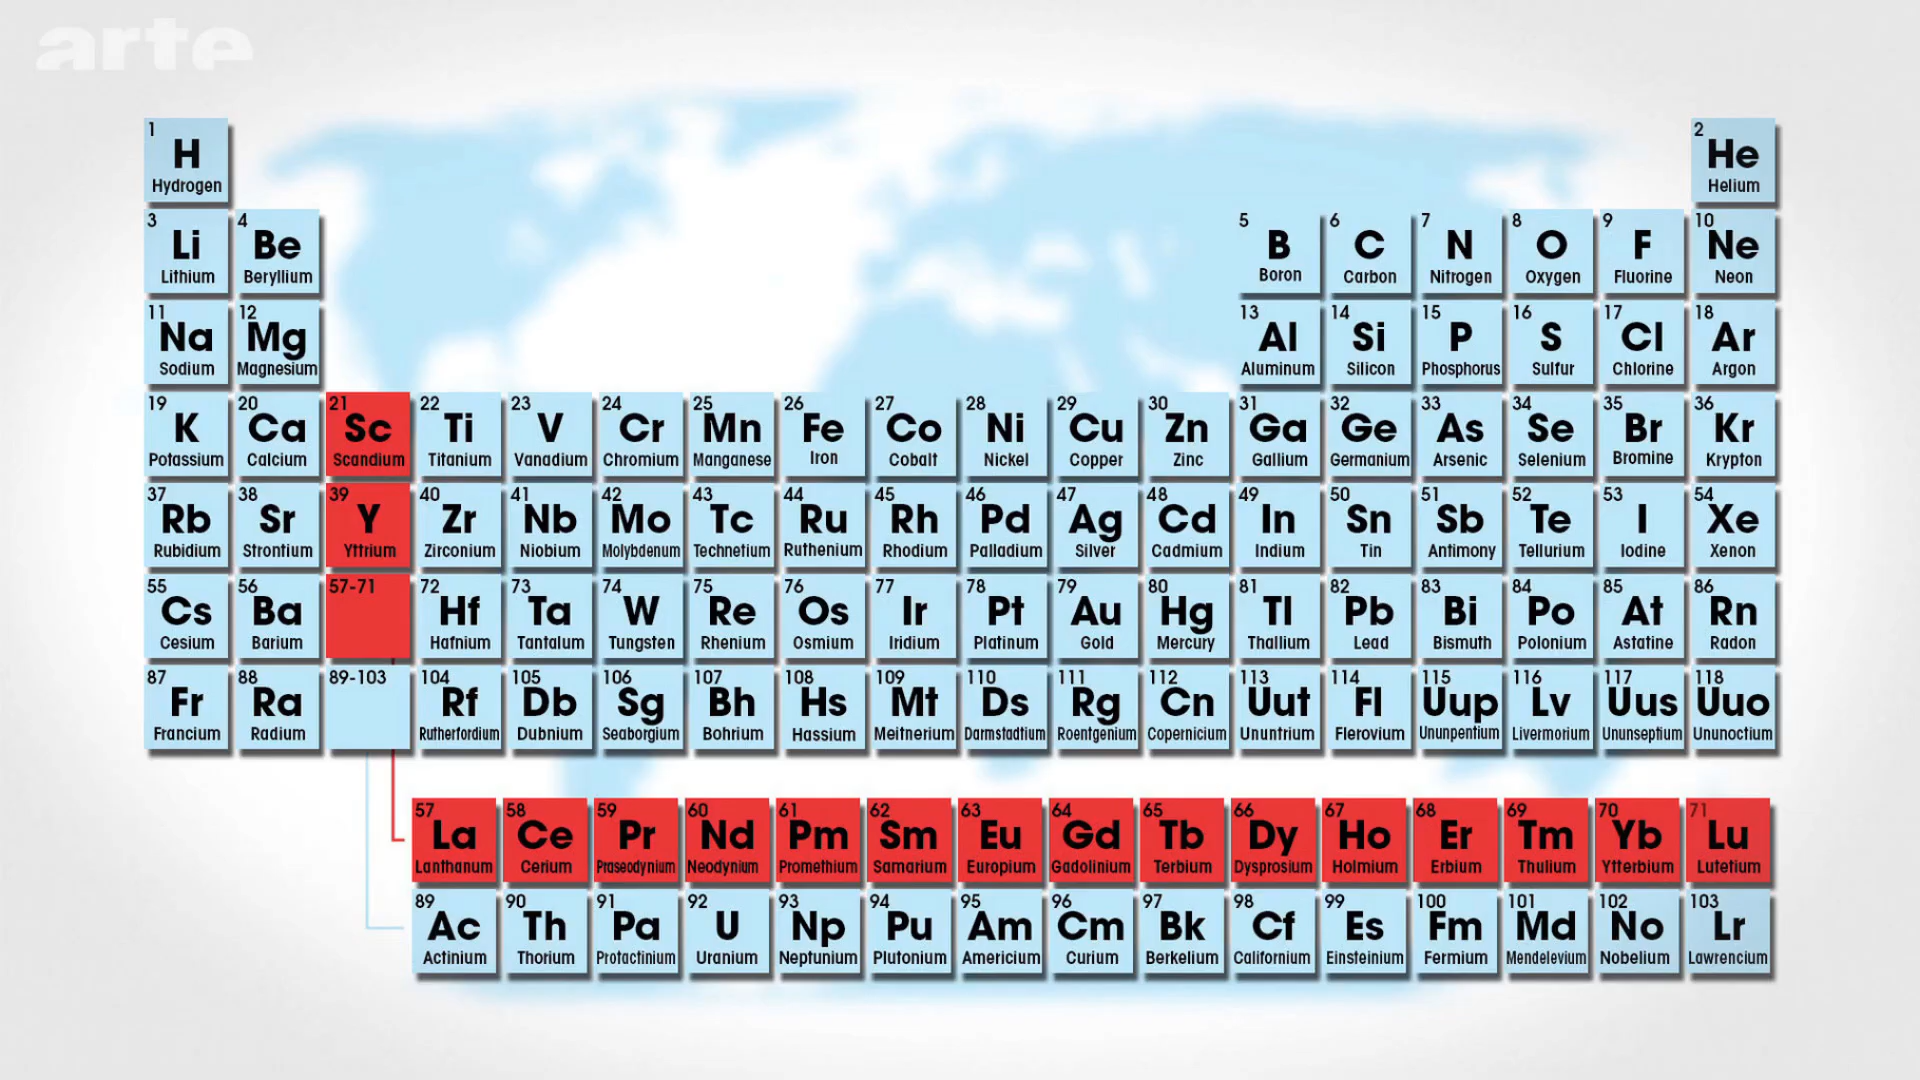 arte
1 2
H He
Hydrogen Helium
3 4 5 6 7 8 9 10
Li Be B C N O F Ne
Lithium Beryllium Boron Carbon Nitrogen Oxygen Fluorine Neon
11 12 13 14 15 16 17 18
Na Mg Al Si P S Cl Ar
Sodium Magnesium Aluminum Silicon Phosphorus Sulfur Chlorine Argon
19 20 21 22 23 24 25 26 27 28 29 30 31 32 33 34 35 36
K Ca Sc Ti V Cr Mn Fe Co Ni Cu Zn Ga Ge As Se Br Kr
Potassium Calcium Scandium Titanium Vanadium Chromium Manganese Iron Cobalt Nickel Copper Zinc Gallium Germanium Arsenic Selenium Bromine Krypton
37 38 39 40 41 42 43 44 45 46 47 48 49 50 51 52 53 54
Rb Sr Y Zr Nb Mo Tc Ru Rh Pd Ag Cd In Sn Sb Te I Xe
Rubidium Strontium Yttrium Zirconium Niobium Molybdenum Technetium Ruthenium Rhodium Palladium Silver Cadmium Indium Tin Antimony Tellurium Iodine Xenon
55 56 57-71 72 73 74 75 76 77 78 79 80 81 82 83 84 85 86
Cs Ba Hf Ta W Re Os Ir Pt Au Hg Tl Pb Bi Po At Rn
Cesium Barium Hafnium Tantalum Tungsten Rhenium Osmium Iridium Platinum Gold Mercury Thallium Lead Bismuth Polonium Astatine Radon
87 88 89-103 104 105 106 107 108 109 110 111 112 113 114 115 116 117 118
Fr Ra Rf Db Sg Bh Hs Mt Ds Rg Cn Uut Fl Uup Lv Uus Uuo
Francium Radium Rutherfordium Dubnium Seaborgium Bohrium Hassium Meitnerium Darmstadtium Roentgenium Copernicium Ununtrium Flerovium Ununpentium Livermorium Ununseptium Ununoctium
57 58 59 60 61 62 63 64 65 66 67 68 69 70 71
La Ce Pr Nd Pm Sm Eu Gd Tb Dy Ho Er Tm Yb Lu
Lanthanum Cerium Praseodynium Neodynium Promethium Samarium Europium Gadolinium Terbium Dysprosium Holmium Erbium Thulium Ytterbium Lutetium
89 90 91 92 93 94 95 96 97 98 99 100 101 102 103
Ac Th Pa U Np Pu Am Cm Bk Cf Es Fm Md No Lr
Actinium Thorium Protactinium Uranium Neptunium Plutonium Americium Curium Berkelium Californium Einsteinium Fermium Mendelevium Nobelium Lawrencium